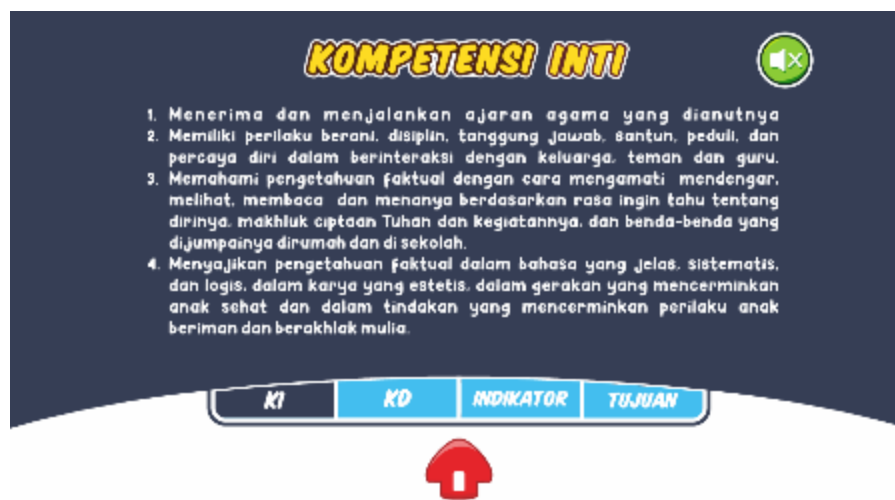 KOMPETENSI INTI
1. Menerima dan menjalankan ajaran agama yang dianutnya
2. Memiliki perilaku berani, disiplin, tanggung jawab, santun, peduli, dan
percaya diri dalam berinteraksi dengan keluarga, teman dan guru.
3. Memahami pengetahuan faktual dengan cara mengamati mendengar,
melihat, membaca dan menanya berdasarkan rasa ingin tahu tentang
dirinya, makhluk ciptaan Tuhan dan kegiatannya, dan benda-benda yang
dijumpainya dirumah dan di sekolah.
4. Menyajikan pengetahuan faktual dalam bahasa yang jelas, sistematis,
dan logis, dalam karya yang estetis, dalam gerakan yang mencerminkan
anak sehat dan dalam tindakan yang mencerminkan perilaku anak
beriman dan berakhlak mulia.
KI KD INDIKATOR TUJUAN